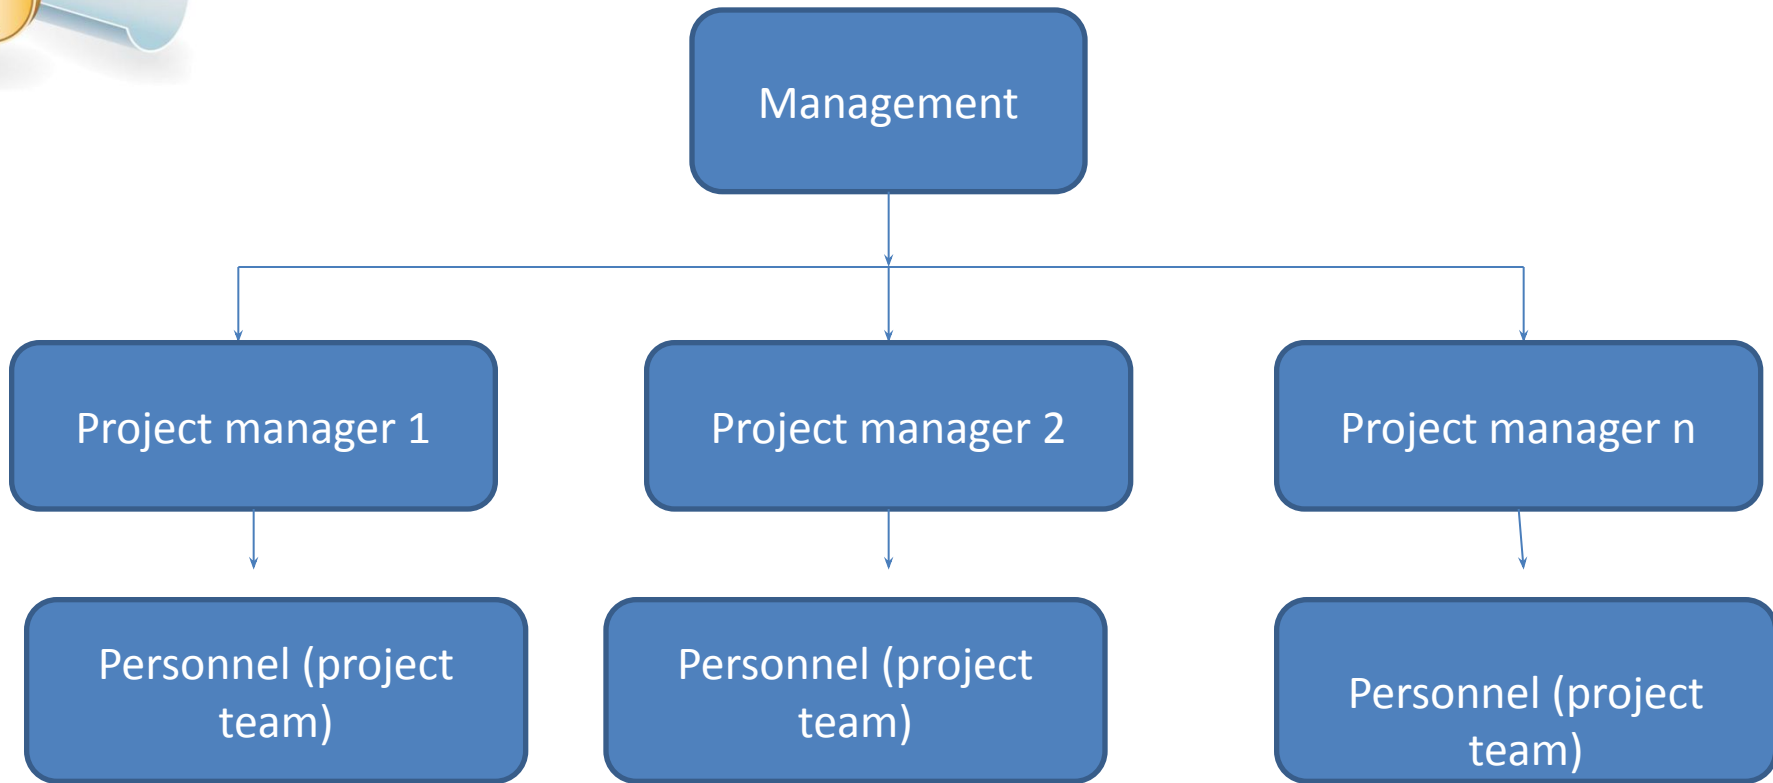 Management
Project manager 1
Project manager 2
Project manager n
Personnel (project
team)
Personnel (project
team)
Personnel (project
team)